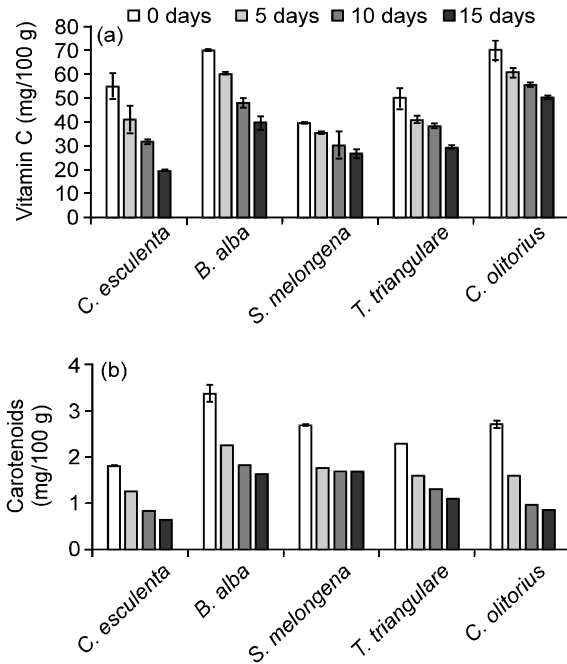 0 days 5 days 10 days 15 days
(a)
Vitamin C (mg/100 g)
80
70
60
50
40
30
20
10
0
C. esculenta
B. alba
S. melongena
T. triangulare
C. olitorius
(b)
Carotenoids
(mg/100 g)
4
3
2
1
0
C. esculenta
B. alba
S. melongena
T. triangulare
C. olitorius